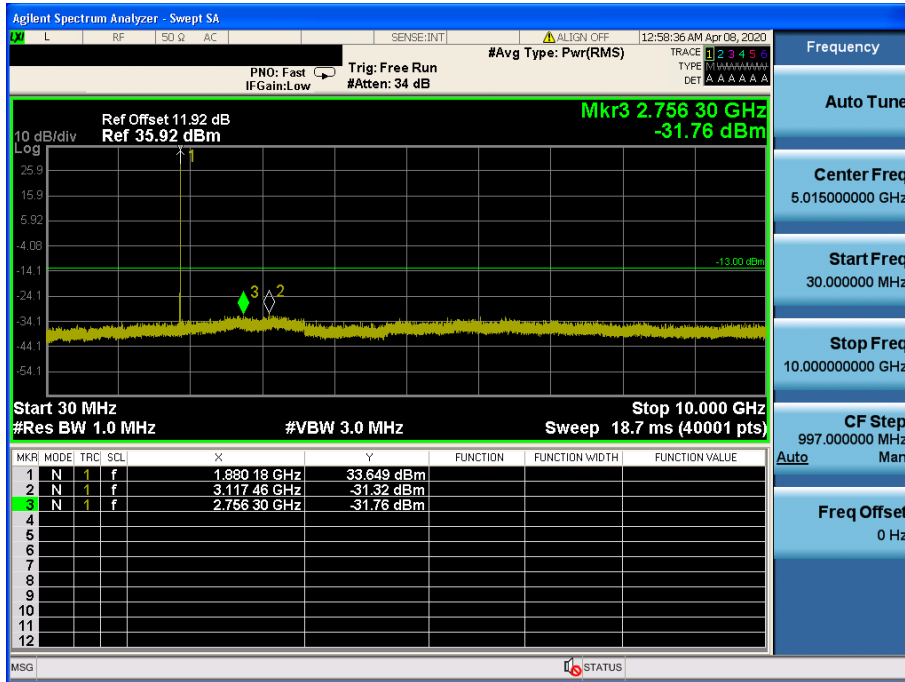 Agilent Spectrum Analyzer - Swept SA
LXI L RF 50 Ω AC SENSE:INT ALIGN OFF 12:58:36 AM Apr 08, 2020
#Avg Type: Pwr(RMS)
TRACE 1 2 3 4 5 6
TYPE M W W W W W
DET A A A A A A
PNO: Fast
IFGain:Low
Trig: Free Run
#Atten: 34 dB
Mkr3 2.756 30 GHz
-31.76 dBm
Ref Offset 11.92 dB
10 dB/div Ref 35.92 dBm
Log
1
25.9
15.9
5.92
-4.08
-13.00 dBm
-14.1
-24.1
3 2
-34.1
-44.1
-54.1
Start 30 MHz Stop 10.000 GHz
#Res BW 1.0 MHz #VBW 3.0 MHz Sweep 18.7 ms (40001 pts)
MKR MODE TRC SCL X Y FUNCTION FUNCTION WIDTH FUNCTION VALUE
1 N 1 f 1.880 18 GHz 33.649 dBm
2 N 1 f 3.117 46 GHz -31.32 dBm
3 N 1 f 2.756 30 GHz -31.76 dBm
4
5
6
7
8
9
10
11
12
MSG STATUS
Frequency
Auto Tune
Center Freq
5.015000000 GHz
Start Freq
30.000000 MHz
Stop Freq
10.000000000 GHz
CF Step
997.000000 MHz
Auto Man
Freq Offset
0 Hz